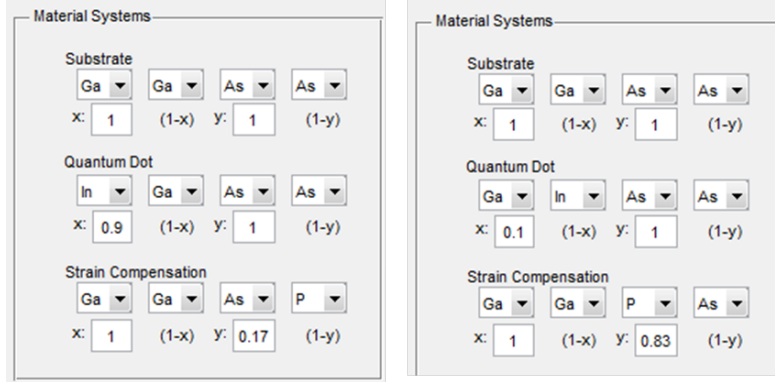 Material Systems
Substrate
Ga Ga As As
x: 1 (1-x) y: 1 (1-y)
Quantum Dot
In Ga As As
x: 0.9 (1-x) y: 1 (1-y)
Strain Compensation
Ga Ga As P
x: 1 (1-x) y: 0.17 (1-y)
Material Systems
Substrate
Ga Ga As As
x: 1 (1-x) y: 1 (1-y)
Quantum Dot
Ga In As As
x: 0.1 (1-x) y: 1 (1-y)
Strain Compensation
Ga Ga P As
x: 1 (1-x) y: 0.83 (1-y)